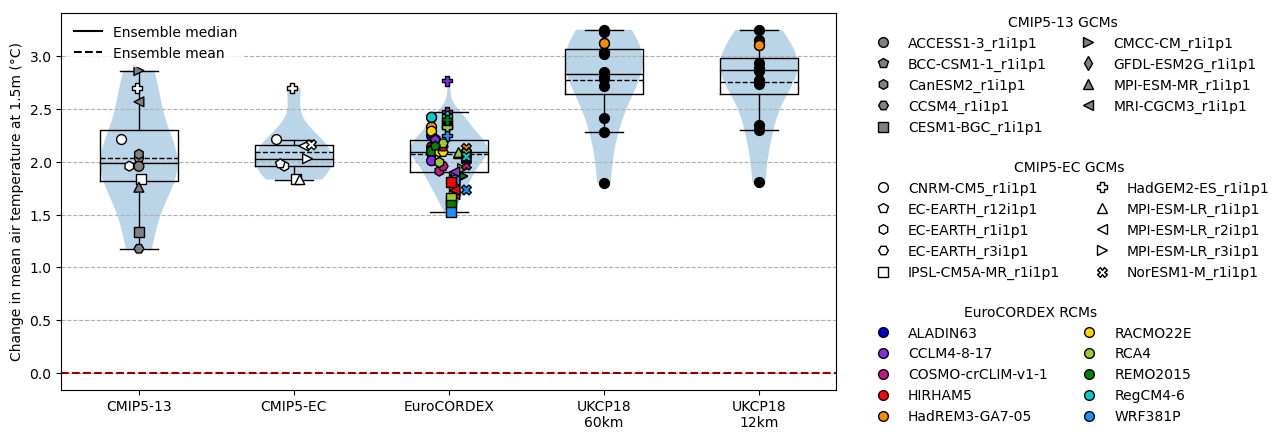 Ensemble median
Ensemble mean
Change in mean air temperature at 1.5m (°C)
3.0
2.5
2.0
1.5
1.0
0.5
0.0
CMIP5-13
CMIP5-EC
EuroCORDEX
UKCP18
60km
UKCP18
12km
CMIP5-13 GCMs
ACCESS1-3_r1i1p1
BCC-CSM1-1_r1i1p1
CanESM2_r1i1p1
CCSM4_r1i1p1
CESM1-BGC_r1i1p1
CMCC-CM_r1i1p1
GFDL-ESM2G_r1i1p1
MPI-ESM-MR_r1i1p1
MRI-CGCM3_r1i1p1
CMIP5-EC GCMs
CNRM-CM5_r1i1p1
EC-EARTH_r12i1p1
EC-EARTH_r1i1p1
EC-EARTH_r3i1p1
IPSL-CM5A-MR_r1i1p1
HadGEM2-ES_r1i1p1
MPI-ESM-LR_r1i1p1
MPI-ESM-LR_r2i1p1
MPI-ESM-LR_r3i1p1
NorESM1-M_r1i1p1
EuroCORDEX RCMs
ALADIN63
CCLM4-8-17
COSMO-crCLIM-v1-1
HIRHAM5
HadREM3-GA7-05
RACMO22E
RCA4
REMO2015
RegCM4-6
WRF381P